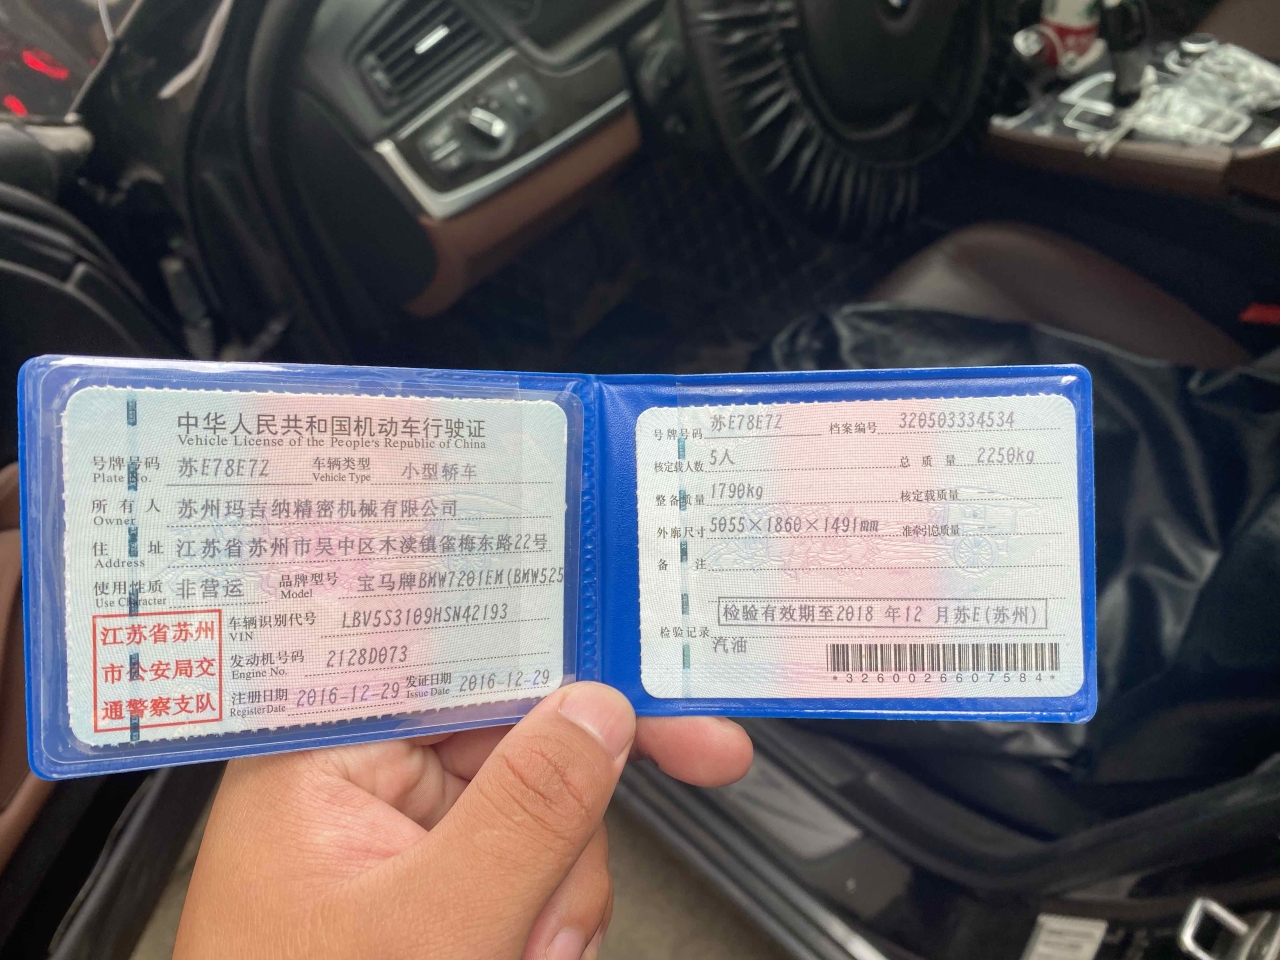 中华人民共和国机动车行驶证
Vehicle License of the People's Republic of China
号牌号码 苏E78E7Z 车辆类型 小型轿车
Plate No. Vehicle Type
所有人 苏州玛吉纳精密机械有限公司
Owner
住址 江苏省苏州市吴中区木渎镇雀梅东路22号
Address
使用性质 非营运 品牌型号 宝马牌BMW7201EM(BMW525
Use Character Model
江苏省苏州
市公安局交
通警察支队
车辆识别代号 LBV5S3109HSN42193
VIN
发动机号码 2128D073
Engine No.
注册日期 2016-12-29 发证日期 2016-12-29
Register Date Issue Date
号牌号码 苏E78E7Z 档案编号 320503334534
核定载人数 5人 总质量 2250kg
整备质量 1790kg 核定载质量 --
外廓尺寸 5055×1860×1491mm 准牵引总质量 --
备注
检验有效期至2018年12月苏E(苏州)
检验记录
汽油
*3260026607584*